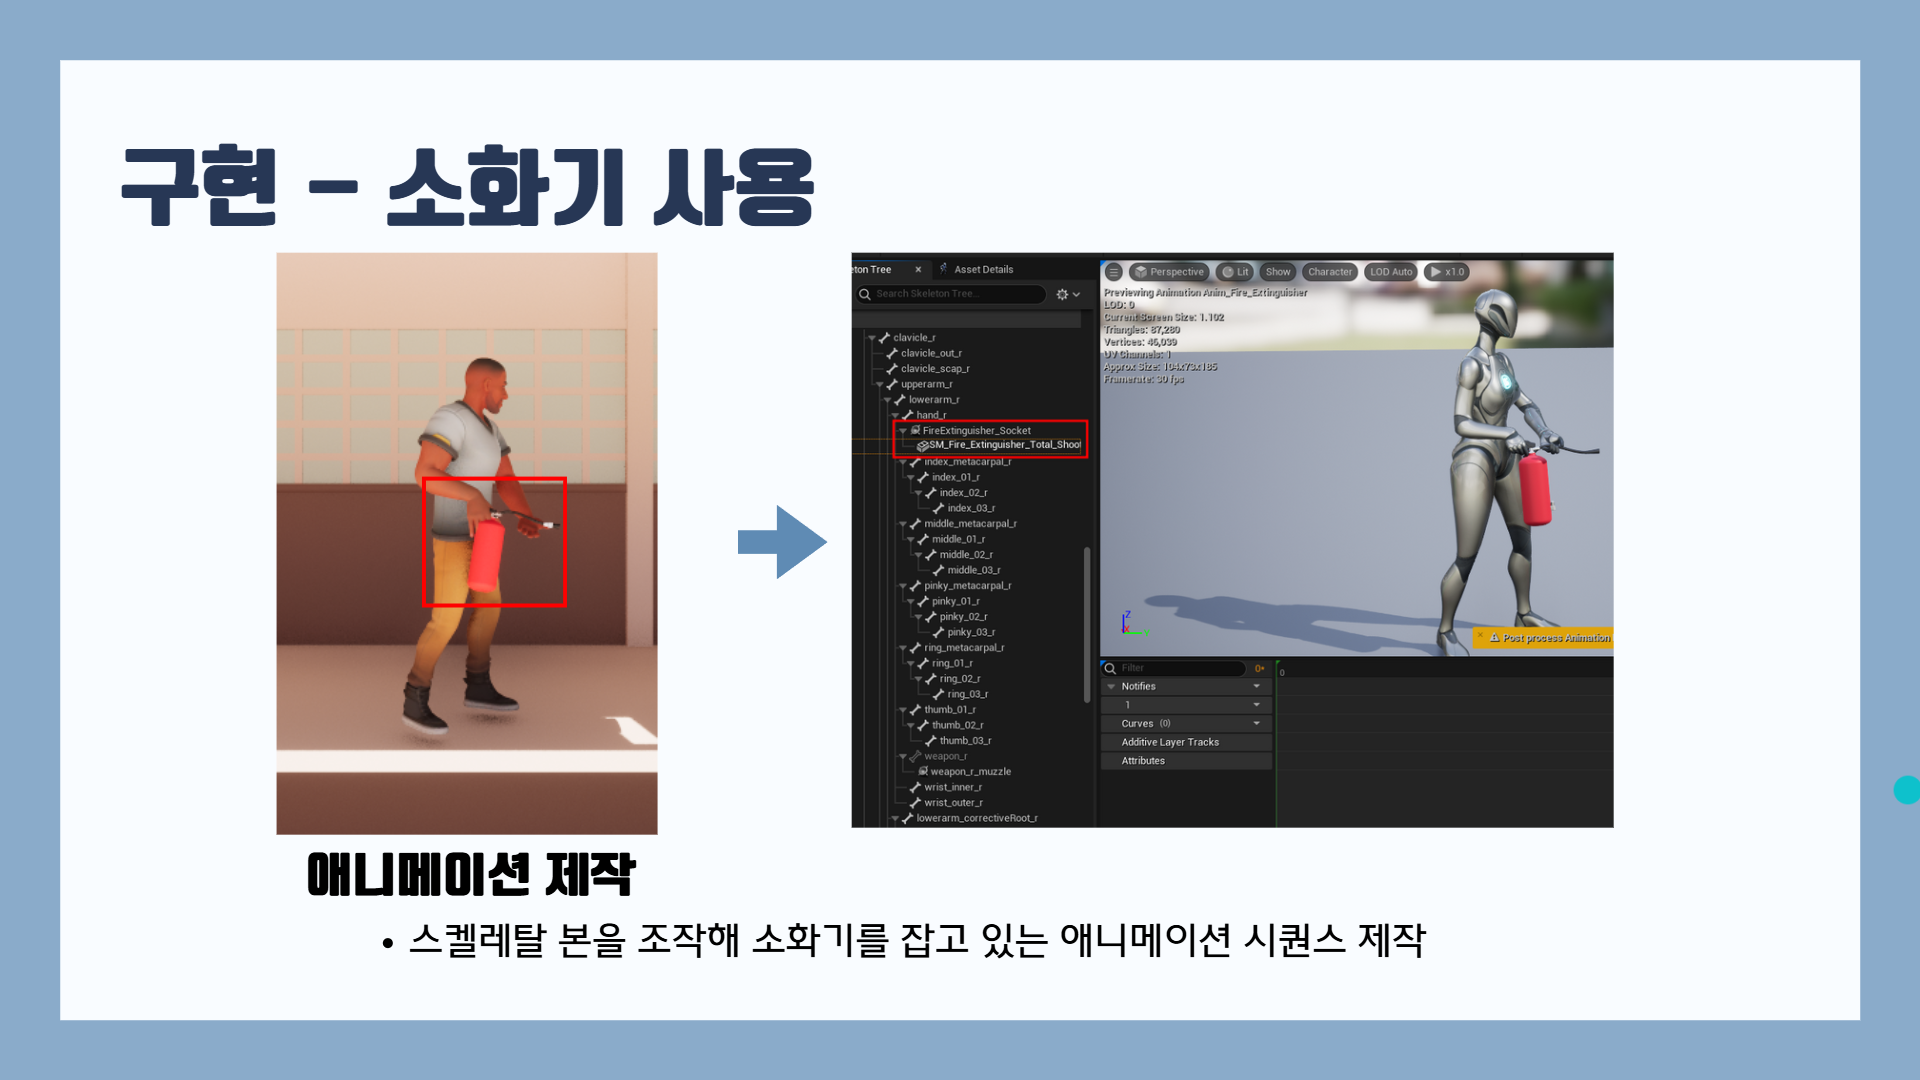 구현 - 소화기 사용
eton Tree
Asset Details
Search Skeleton Tree...
clavicle_r
clavicle_out_r
clavicle_scap_r
upperarm_r
lowerarm_r
hand_r
FireExtinguisher_Socket
SM_Fire_Extinguisher_Total_Shoot
index_metacarpal_r
index_01_r
index_02_r
index_03_r
middle_metacarpal_r
middle_01_r
middle_02_r
middle_03_r
pinky_metacarpal_r
pinky_01_r
pinky_02_r
pinky_03_r
ring_metacarpal_r
ring_01_r
ring_02_r
ring_03_r
thumb_01_r
thumb_02_r
thumb_03_r
weapon_r
weapon_r_muzzle
wrist_inner_r
wrist_outer_r
lowerarm_correctiveRoot_r
Perspective Lit Show Character LOD Auto x1.0
Previewing Animation Anim_Fire_Extinguisher
LOD: 0
Current Screen Size: 1.102
Triangles: 87,280
Vertices: 46,039
UV Channels: 1
Approx Size: 104x73x185
Framerate: 30 fps
Z
X
Y
Post process Animation
Filter
0
0
Notifies
1
Curves (0)
Additive Layer Tracks
Attributes
애니메이션 제작
• 스켈레탈 본을 조작해 소화기를 잡고 있는 애니메이션 시퀀스 제작